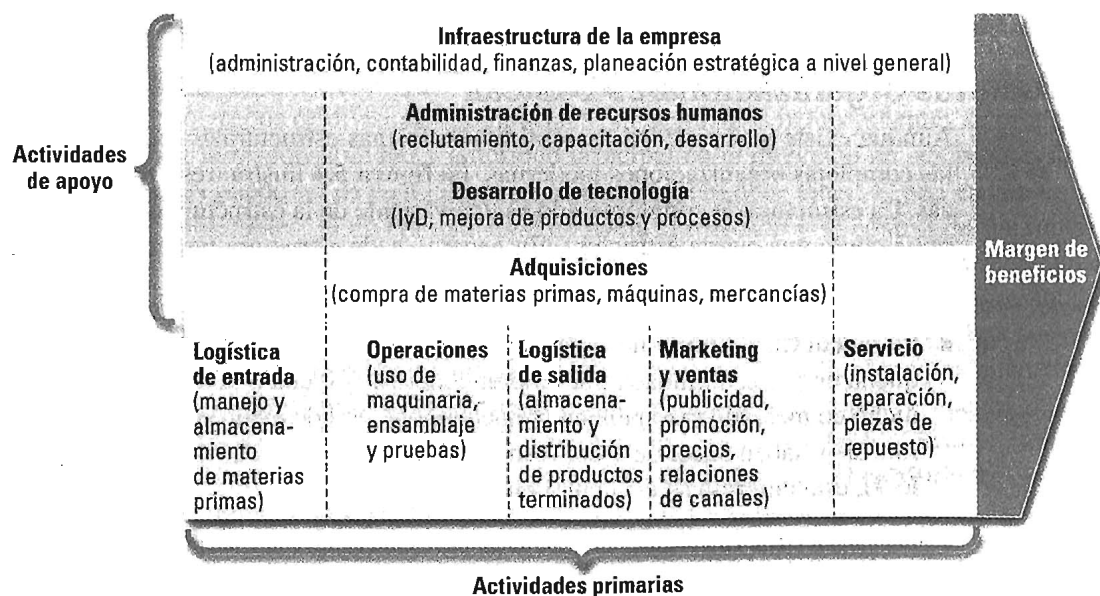 Infraestructura de la empresa
(administración, contabilidad, finanzas, planeación estratégica a nivel general)
Administración de recursos humanos
(reclutamiento, capacitación, desarrollo)
Actividades
de apoyo
Desarrollo de tecnología
(IyD, mejora de productos y procesos)
Adquisiciones
(compra de materias primas, máquinas, mercancías)
Margen de
beneficios
Logística
de entrada
(manejo y
almacena-
miento
de materias
primas)
Operaciones
(uso de
maquinaria,
ensamblaje
y pruebas)
Logística
de salida
(almacena-
miento y
distribución
de productos
terminados)
Marketing
y ventas
(publicidad,
promoción,
precios,
relaciones
de canales)
Servicio
(instalación,
reparación,
piezas de
repuesto)
Actividades primarias